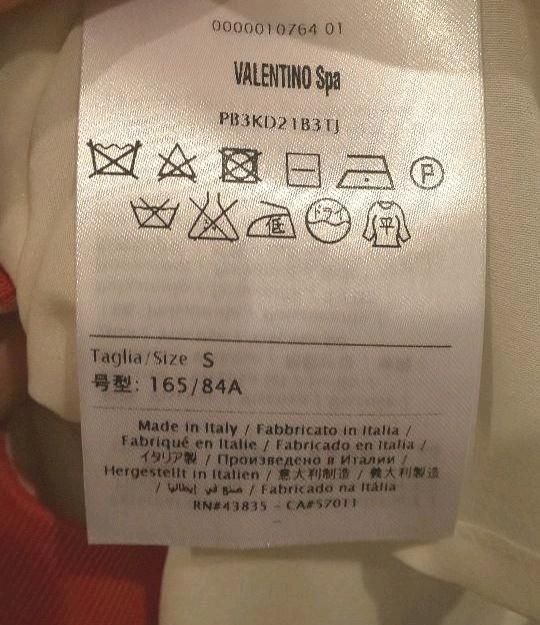 0000010764 01
VALENTINO Spa
PB3KD21B3TJ
P
低 ドライ 平
Taglia/Size S
号型: 165/84A
Made in Italy / Fabbricato in Italia /
Fabriqué en Italie / Fabricado en Italia /
イタリア製 / Произведено в Италии /
Hergestellt in Italien / 意大利制造 / 義大利製造
/ صنع في إيطاليا / Fabricado na Itália
RN#43835 - CA#57011